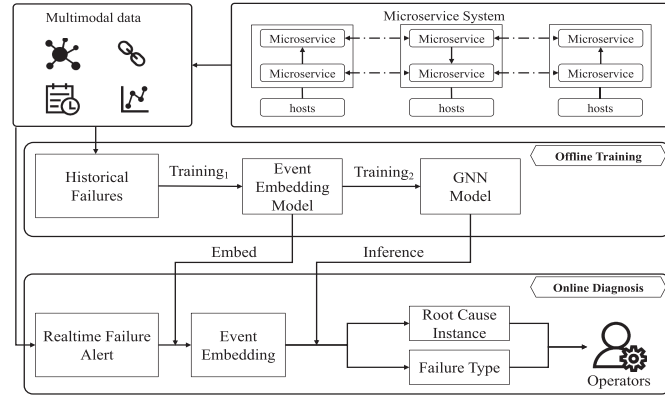 Multimodal data
Microservice System
Microservice
Microservice
Microservice
Microservice
Microservice
Microservice
hosts
hosts
hosts
Offline Training
Historical
Failures
Training1
Event
Embedding
Model
Training2
GNN
Model
Embed
Inference
Online Diagnosis
Realtime Failure
Alert
Event
Embedding
Root Cause
Instance
Failure Type
Operators